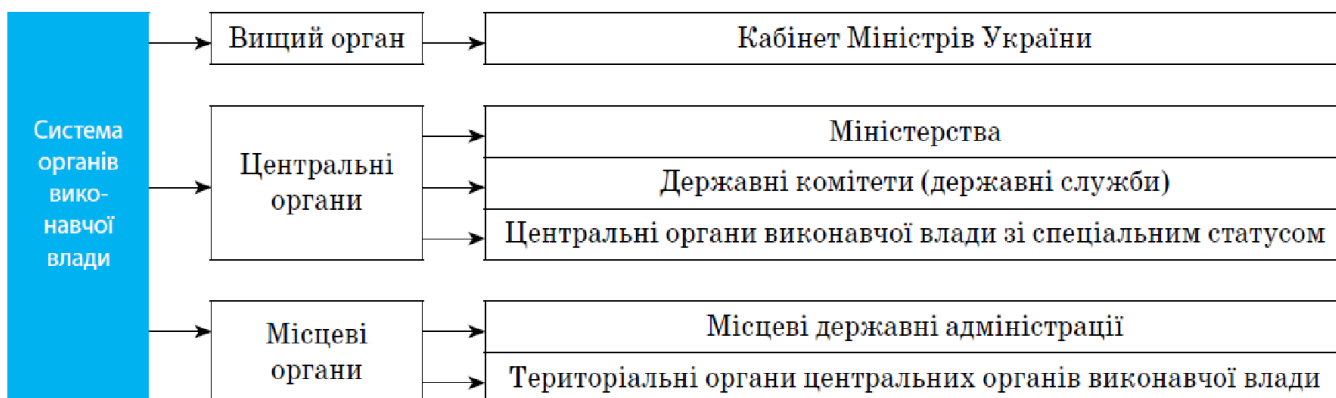 Система
органів
вико-
навчої
влади
Вищий орган
Кабінет Міністрів України
Центральні
органи
Міністерства
Державні комітети (державні служби)
Центральні органи виконавчої влади зі спеціальним статусом
Місцеві
органи
Місцеві державні адміністрації
Територіальні органи центральних органів виконавчої влади